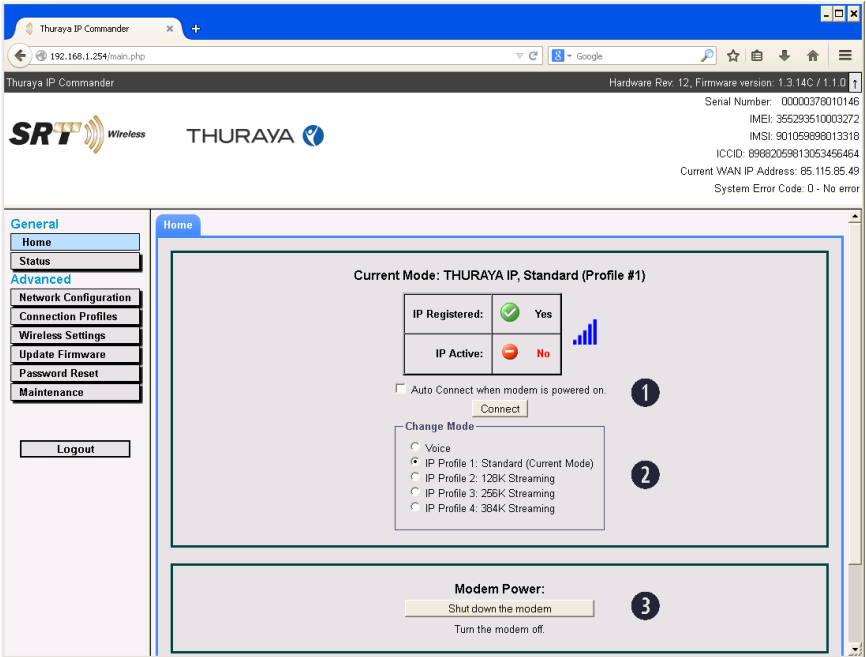 Thuraya IP Commander
192.168.1.254/main.php
Google
Thuraya IP Commander
Hardware Rev: 12, Firmware version: 1.3.14C / 1.1.0
Serial Number: 00000378010146
IMEI: 355293510003272
IMSI: 901059898013318
ICCID: 89882059813053456464
Current WAN IP Address: 85.115.85.49
System Error Code: 0 - No error
SRT Wireless
THURAYA
General
Home
Status
Advanced
Network Configuration
Connection Profiles
Wireless Settings
Update Firmware
Password Reset
Maintenance
Logout
Home
Current Mode: THURAYA IP, Standard (Profile #1)
IP Registered: Yes
IP Active: No
Auto Connect when modem is powered on.
1
Connect
Change Mode
Voice
IP Profile 1: Standard (Current Mode)
IP Profile 2: 128K Streaming
IP Profile 3: 256K Streaming
IP Profile 4: 384K Streaming
2
Modem Power:
Shut down the modem
Turn the modem off.
3